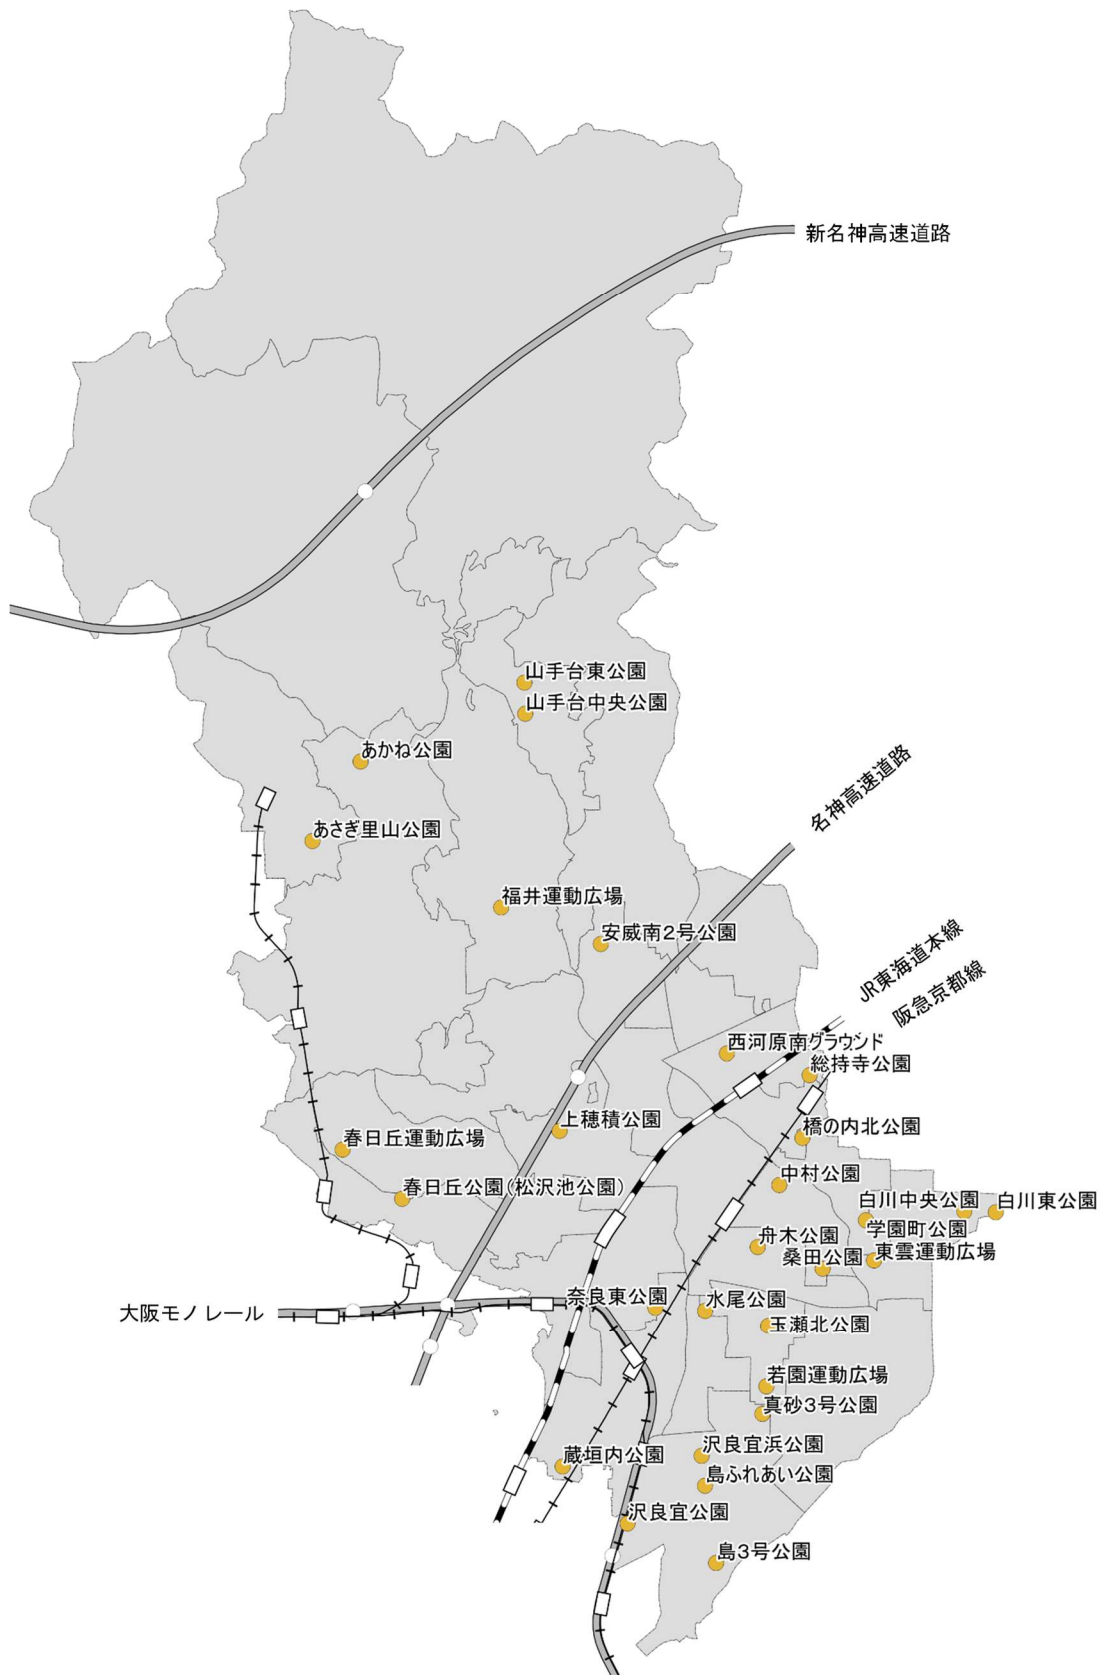 新名神高速道路
山手台東公園
山手台中央公園
あかね公園
名神高速道路
あさぎ里山公園
福井運動広場
安威南2号公園
JR東海道本線
阪急京都線
西河原南グラウンド
総持寺公園
上穂積公園
橋の内北公園
春日丘運動広場
中村公園
春日丘公園(松沢池公園)
白川中央公園
白川東公園
学園町公園
舟木公園
東雲運動広場
桑田公園
奈良東公園
水尾公園
大阪モノレール
玉瀬北公園
若園運動広場
真砂3号公園
沢良宜浜公園
蔵垣内公園
島ふれあい公園
沢良宜公園
島3号公園